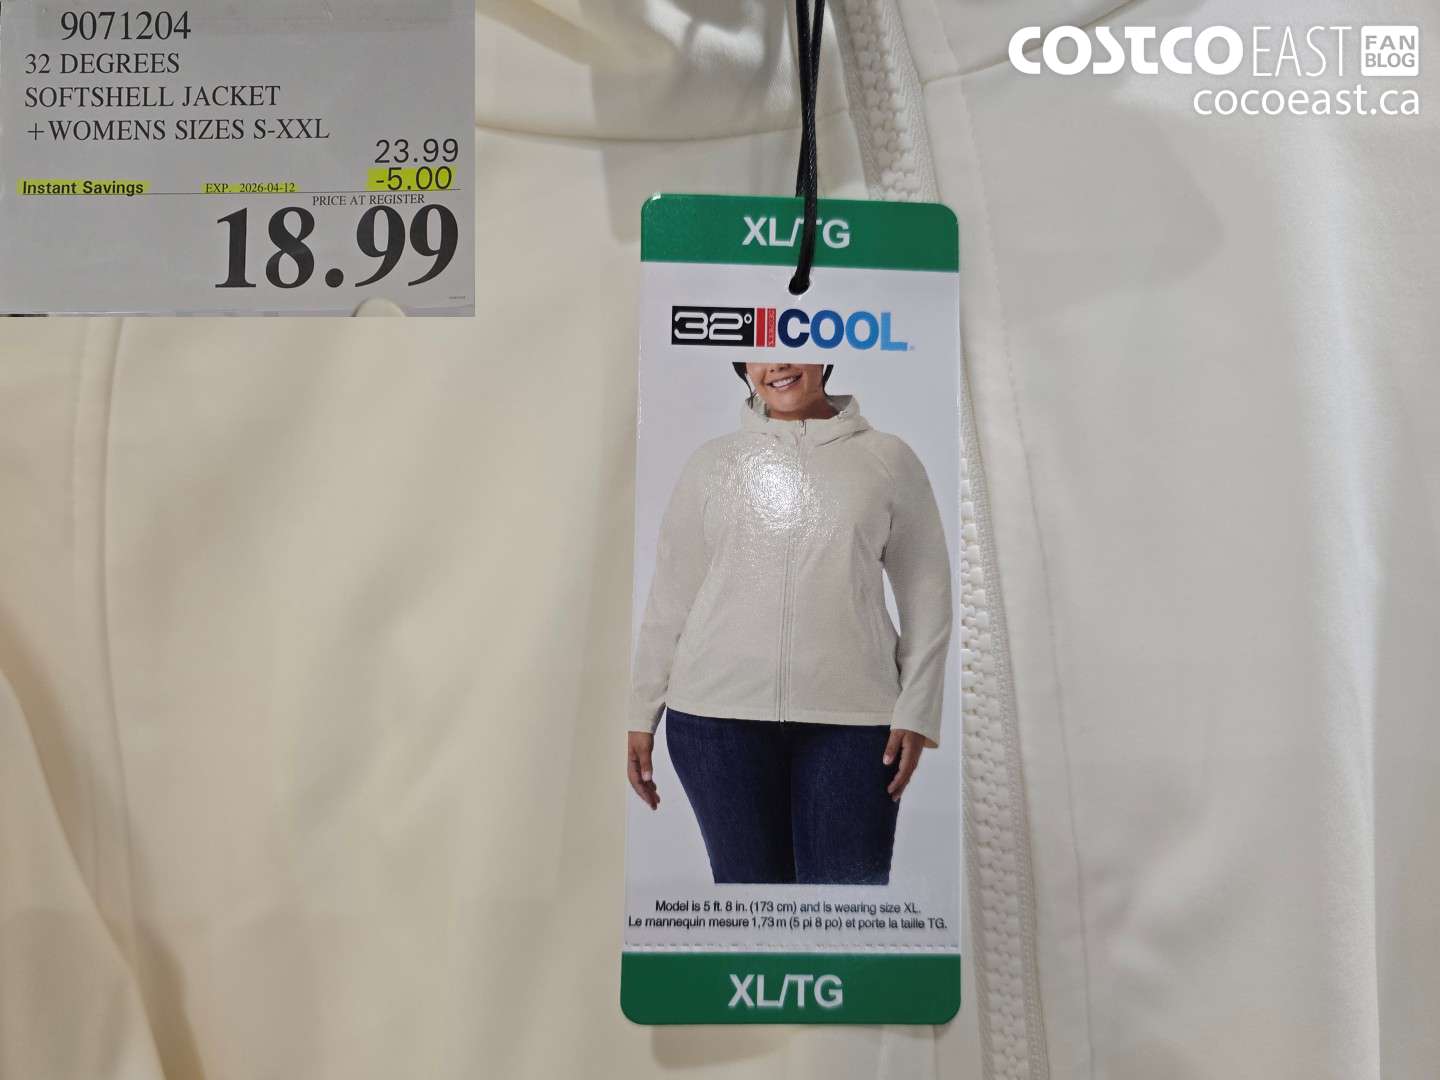 9071204
32 DEGREES
SOFTSHELL JACKET
+WOMENS SIZES S-XXL
23.99
Instant Savings EXP. 2026-04-12 -5.00
PRICE AT REGISTER
18.99
COSTCO EAST FAN BLOG
cocoeast.ca
XL/TG
32° COOL
Model is 5 ft. 8 in. (173 cm) and is wearing size XL.
Le mannequin mesure 1,73 m (5 pi 8 po) et porte la taille TG.
XL/TG